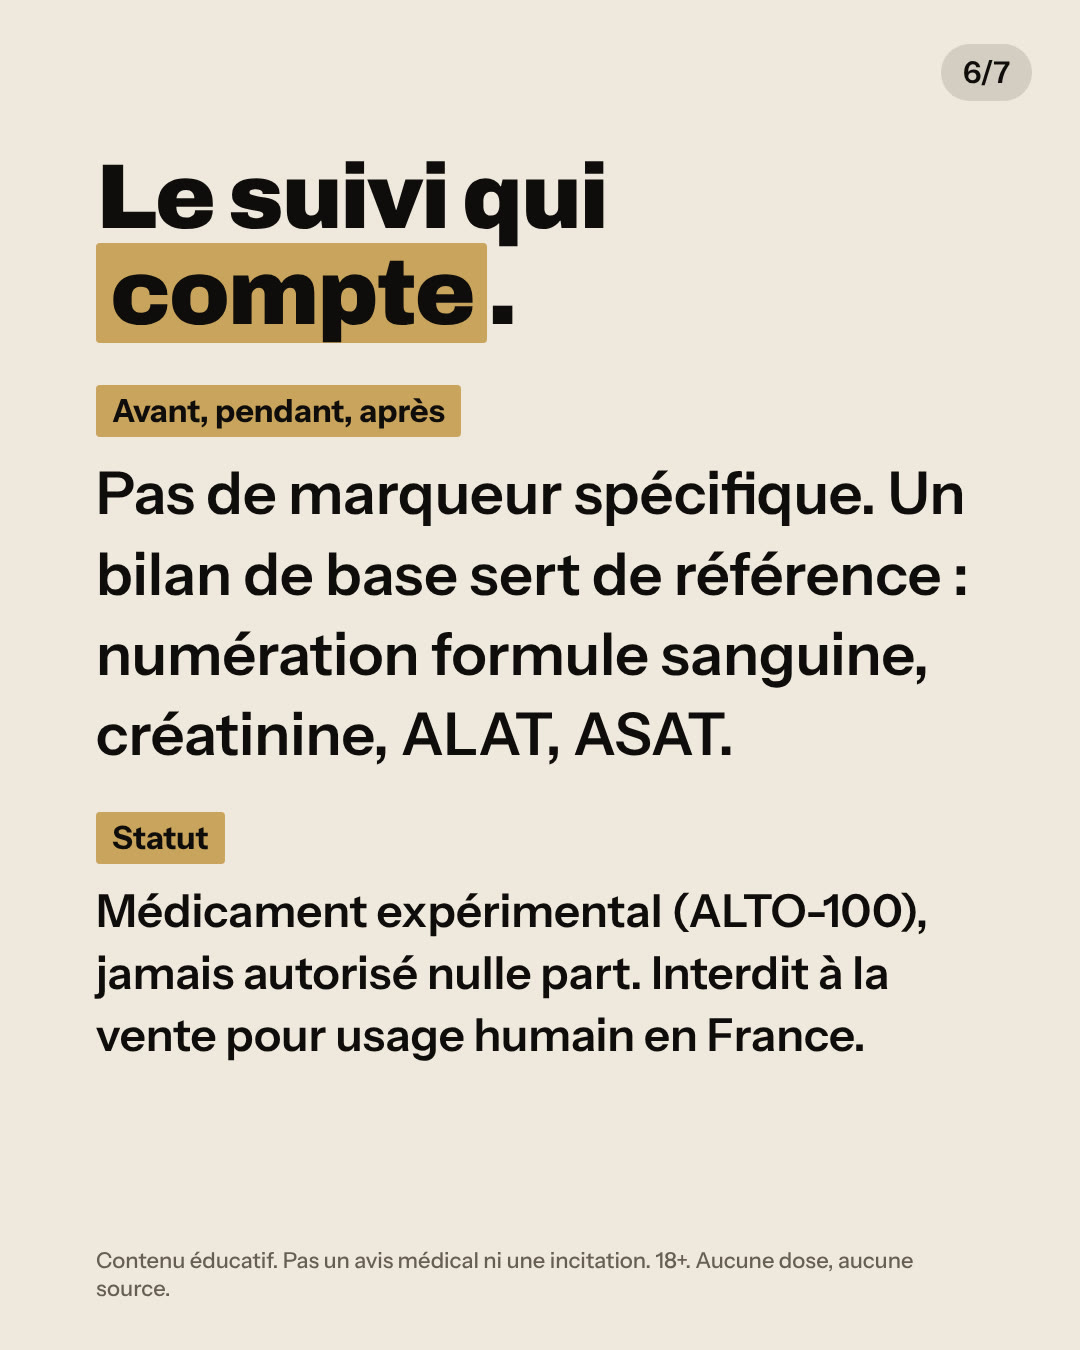 6/7
Le suivi qui
compte.
Avant, pendant, après
Pas de marqueur spécifique. Un
bilan de base sert de référence :
numération formule sanguine,
créatinine, ALAT, ASAT.
Statut
Médicament expérimental (ALTO-100),
jamais autorisé nulle part. Interdit à la
vente pour usage humain en France.
Contenu éducatif. Pas un avis médical ni une incitation. 18+. Aucune dose, aucune
source.